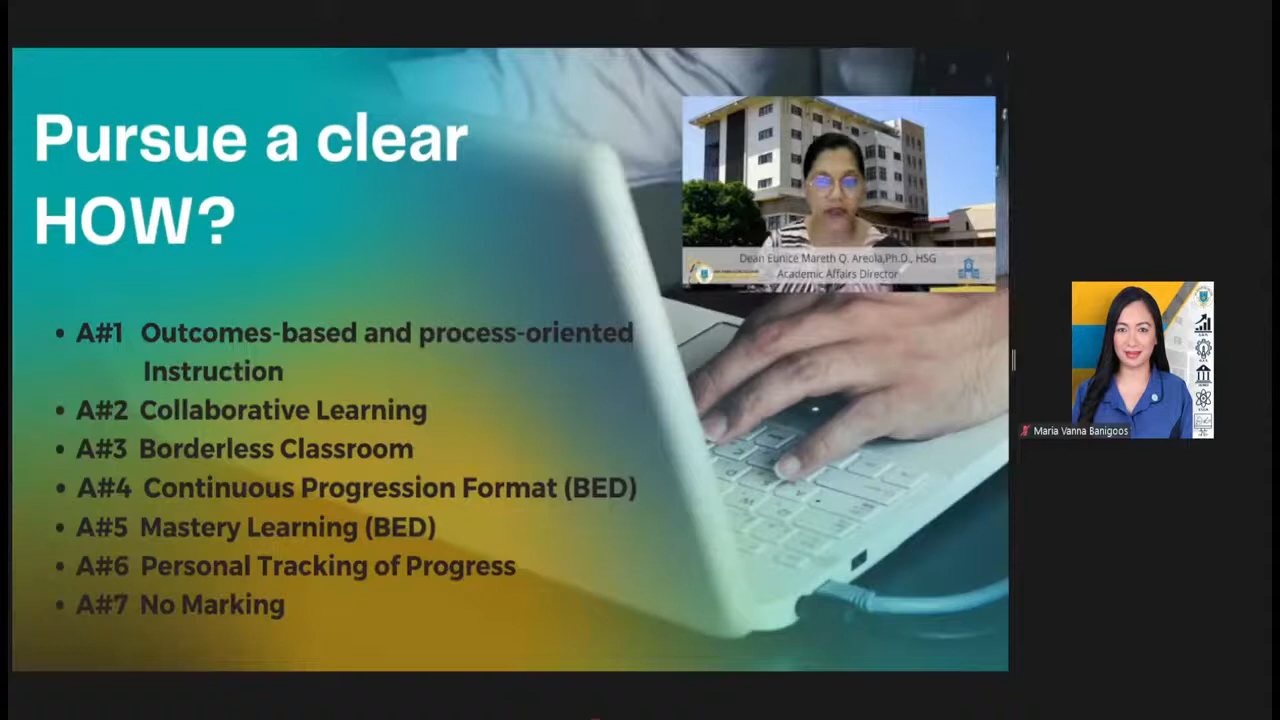 Pursue a clear
HOW?
Dean Eunice Mareth Q. Areola,Ph.D., HSG
Academic Affairs Director
• A#1 Outcomes-based and process-oriented
Instruction
• A#2 Collaborative Learning
• A#3 Borderless Classroom
• A#4 Continuous Progression Format (BED)
• A#5 Mastery Learning (BED)
• A#6 Personal Tracking of Progress
• A#7 No Marking
Maria Vanna Banigoos